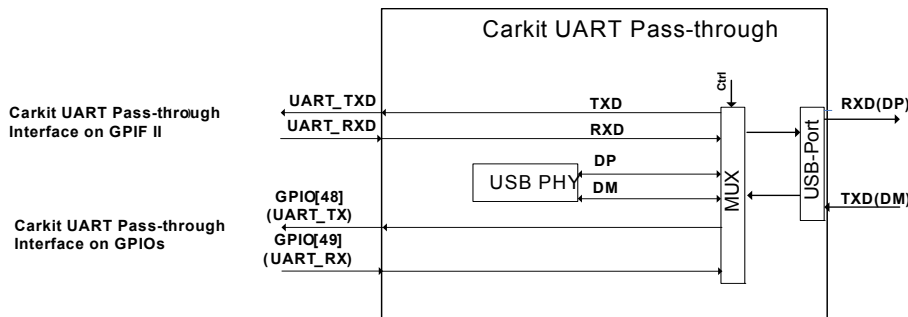 Carkit UART Pass-through
Ctrl
UART_TXD
TXD
RXD(DP)
Carkit UART Pass-through
Interface on GPIF II
UART_RXD
RXD
DP
USB PHY
DM
MUX
USB-Port
TXD(DM)
GPIO[48]
(UART_TX)
Carkit UART Pass-through
Interface on GPIOs
GPIO[49]
(UART_RX)